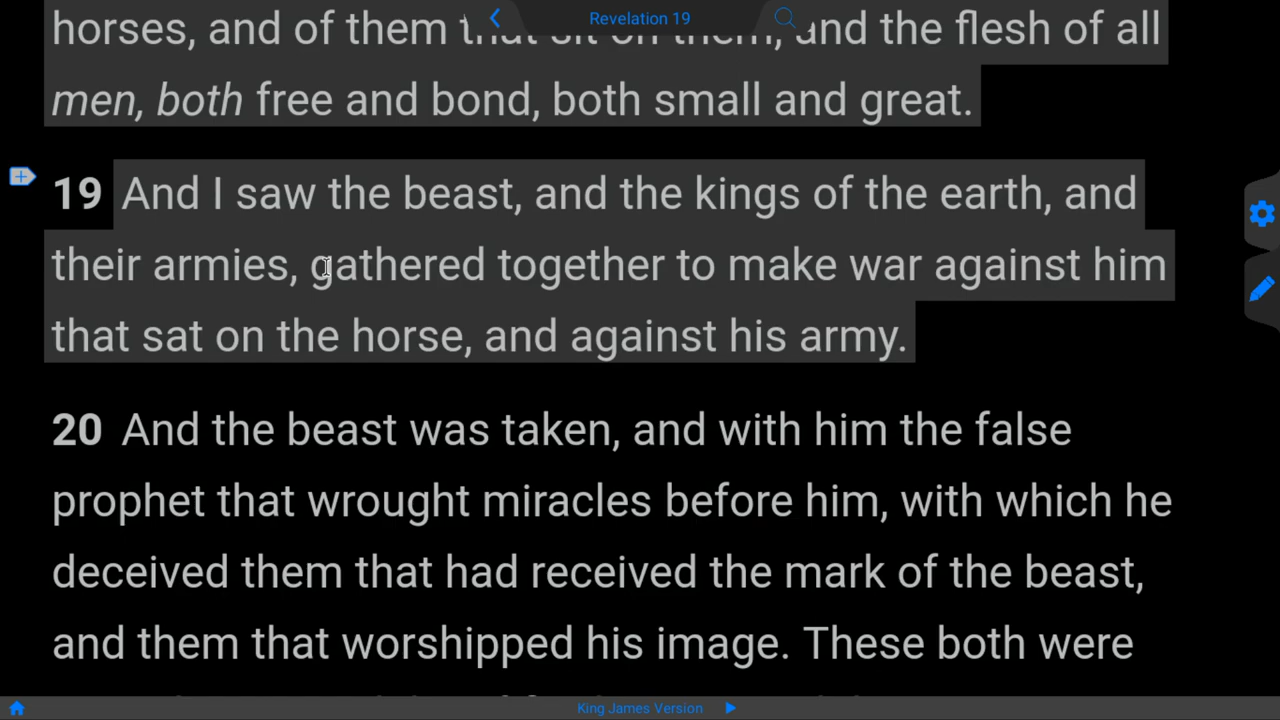 Revelation 19
horses, and of them that sit on them, and the flesh of all
men, both free and bond, both small and great.
19 And I saw the beast, and the kings of the earth, and
their armies, gathered together to make war against him
that sat on the horse, and against his army.
20 And the beast was taken, and with him the false
prophet that wrought miracles before him, with which he
deceived them that had received the mark of the beast,
and them that worshipped his image. These both were
King James Version